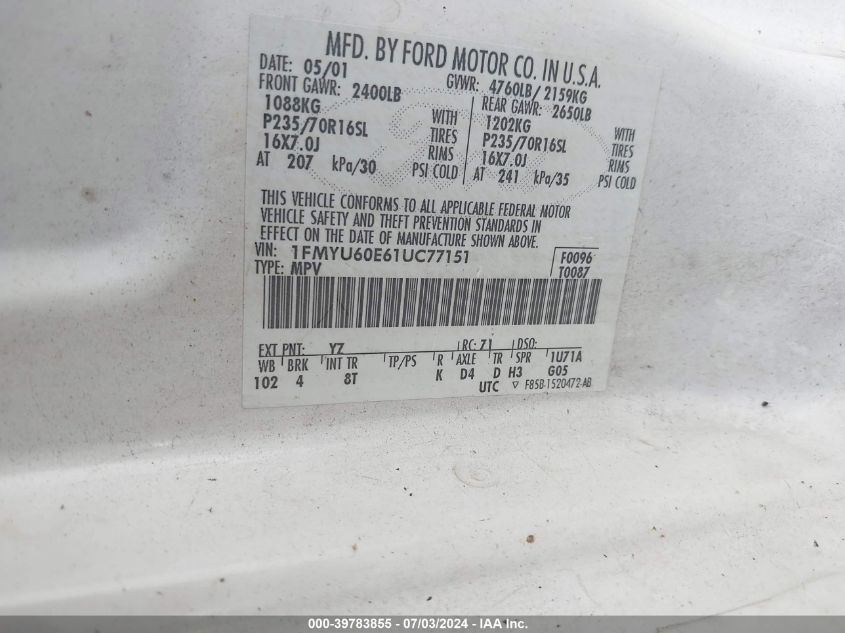 MFD. BY FORD MOTOR CO. IN U.S.A.
DATE: 05/01 GVWR: 4760LB/ 2159KG
FRONT GAWR: 2400LB REAR GAWR: 2650LB
1088KG WITH 1202KG WITH
P235/70R16SL TIRES P235/70R16SL TIRES
16X7.0J RIMS 16X7.0J RIMS
AT 207 kPa/30 PSI COLD AT 241 kPa/35 PSI COLD
THIS VEHICLE CONFORMS TO ALL APPLICABLE FEDERAL MOTOR
VEHICLE SAFETY AND THEFT PREVENTION STANDARDS IN
EFFECT ON THE DATE OF MANUFACTURE SHOWN ABOVE.
VIN: 1FMYU60E61UC77151 F0096
TYPE: MPV T0087
EXT PNT: YZ RC: 71 DSO:
WB BRK INT TR TP/PS R AXLE TR SPR 1U71A
102 4 8T K D4 D H3 G05
UTC ▽ F85B-1520472-AB
000-39783855 - 07/03/2024 - IAA Inc.